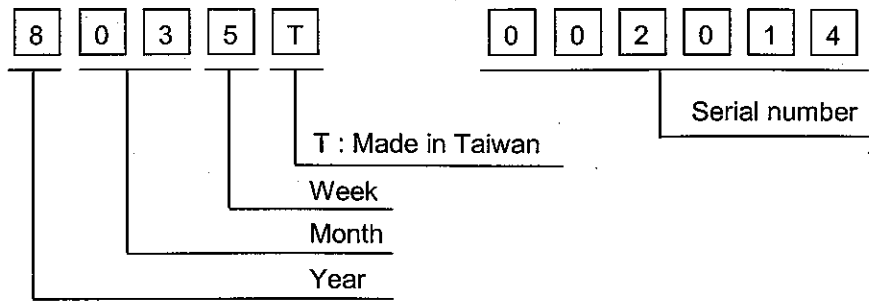 8 0 3 5 T 0 0 2 0 1 4
Serial number
T : Made in Taiwan
Week
Month
Year